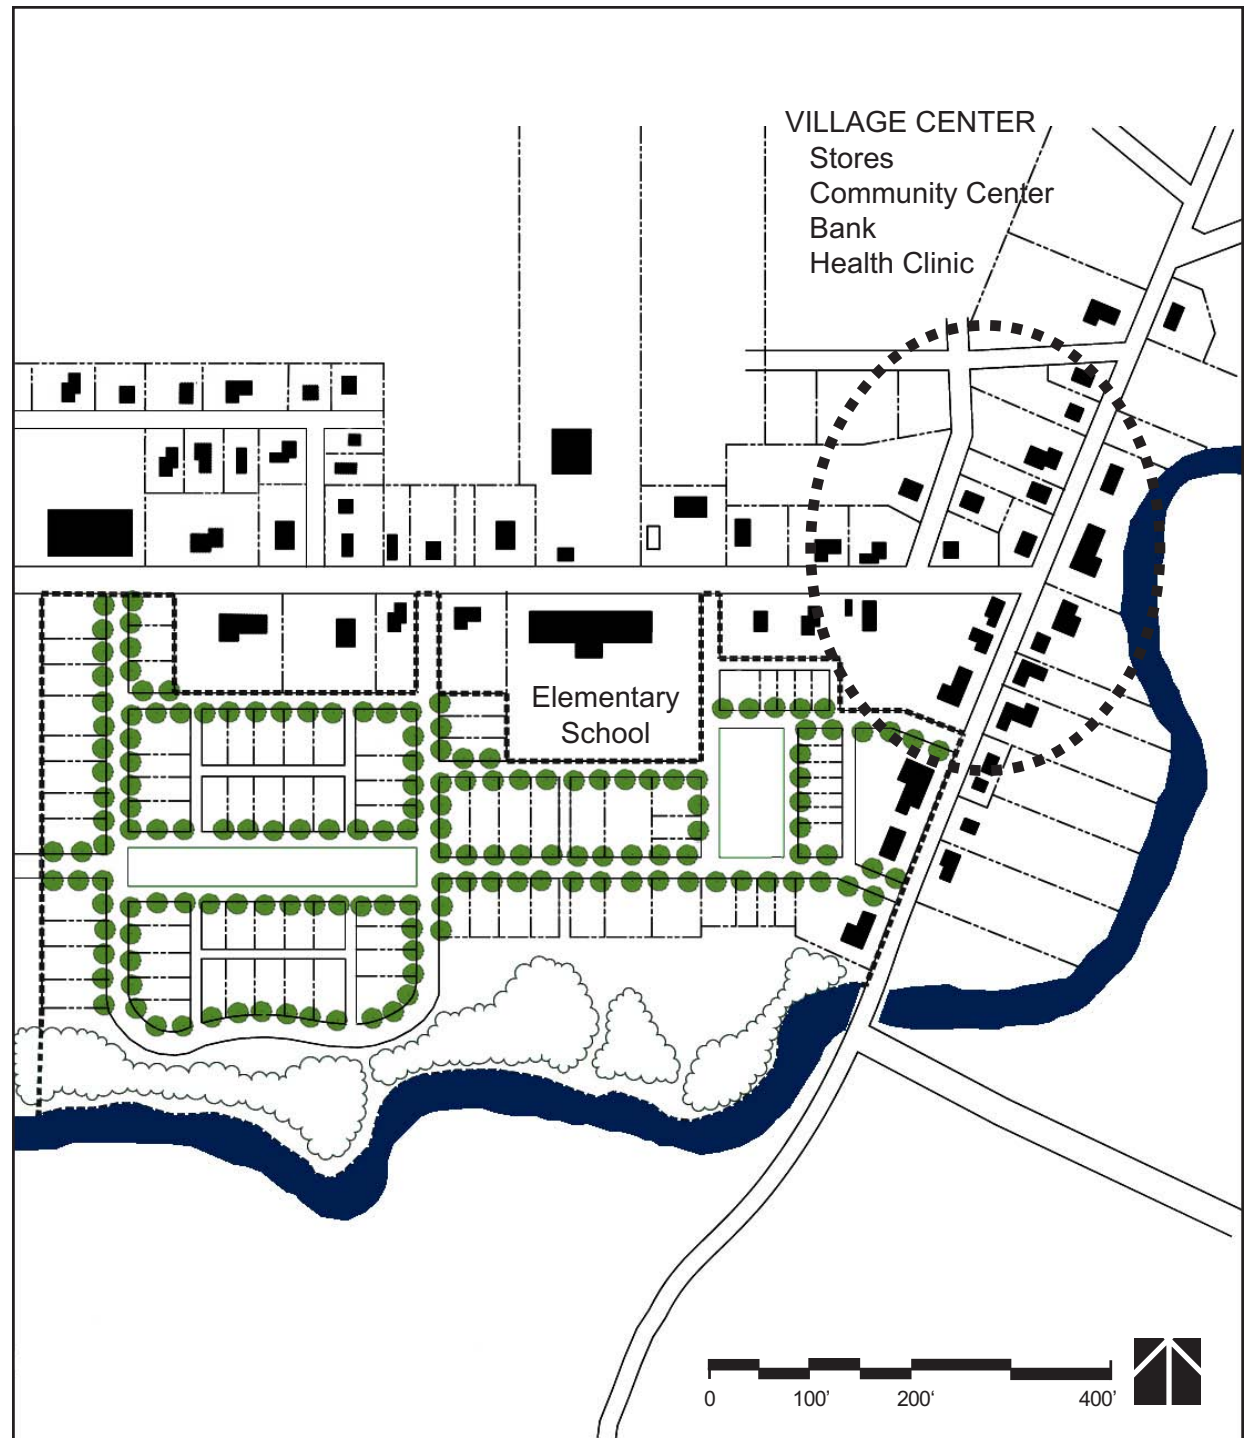 VILLAGE CENTER
Stores
Community Center
Bank
Health Clinic
Elementary
School
0 100’ 200‘ 400’